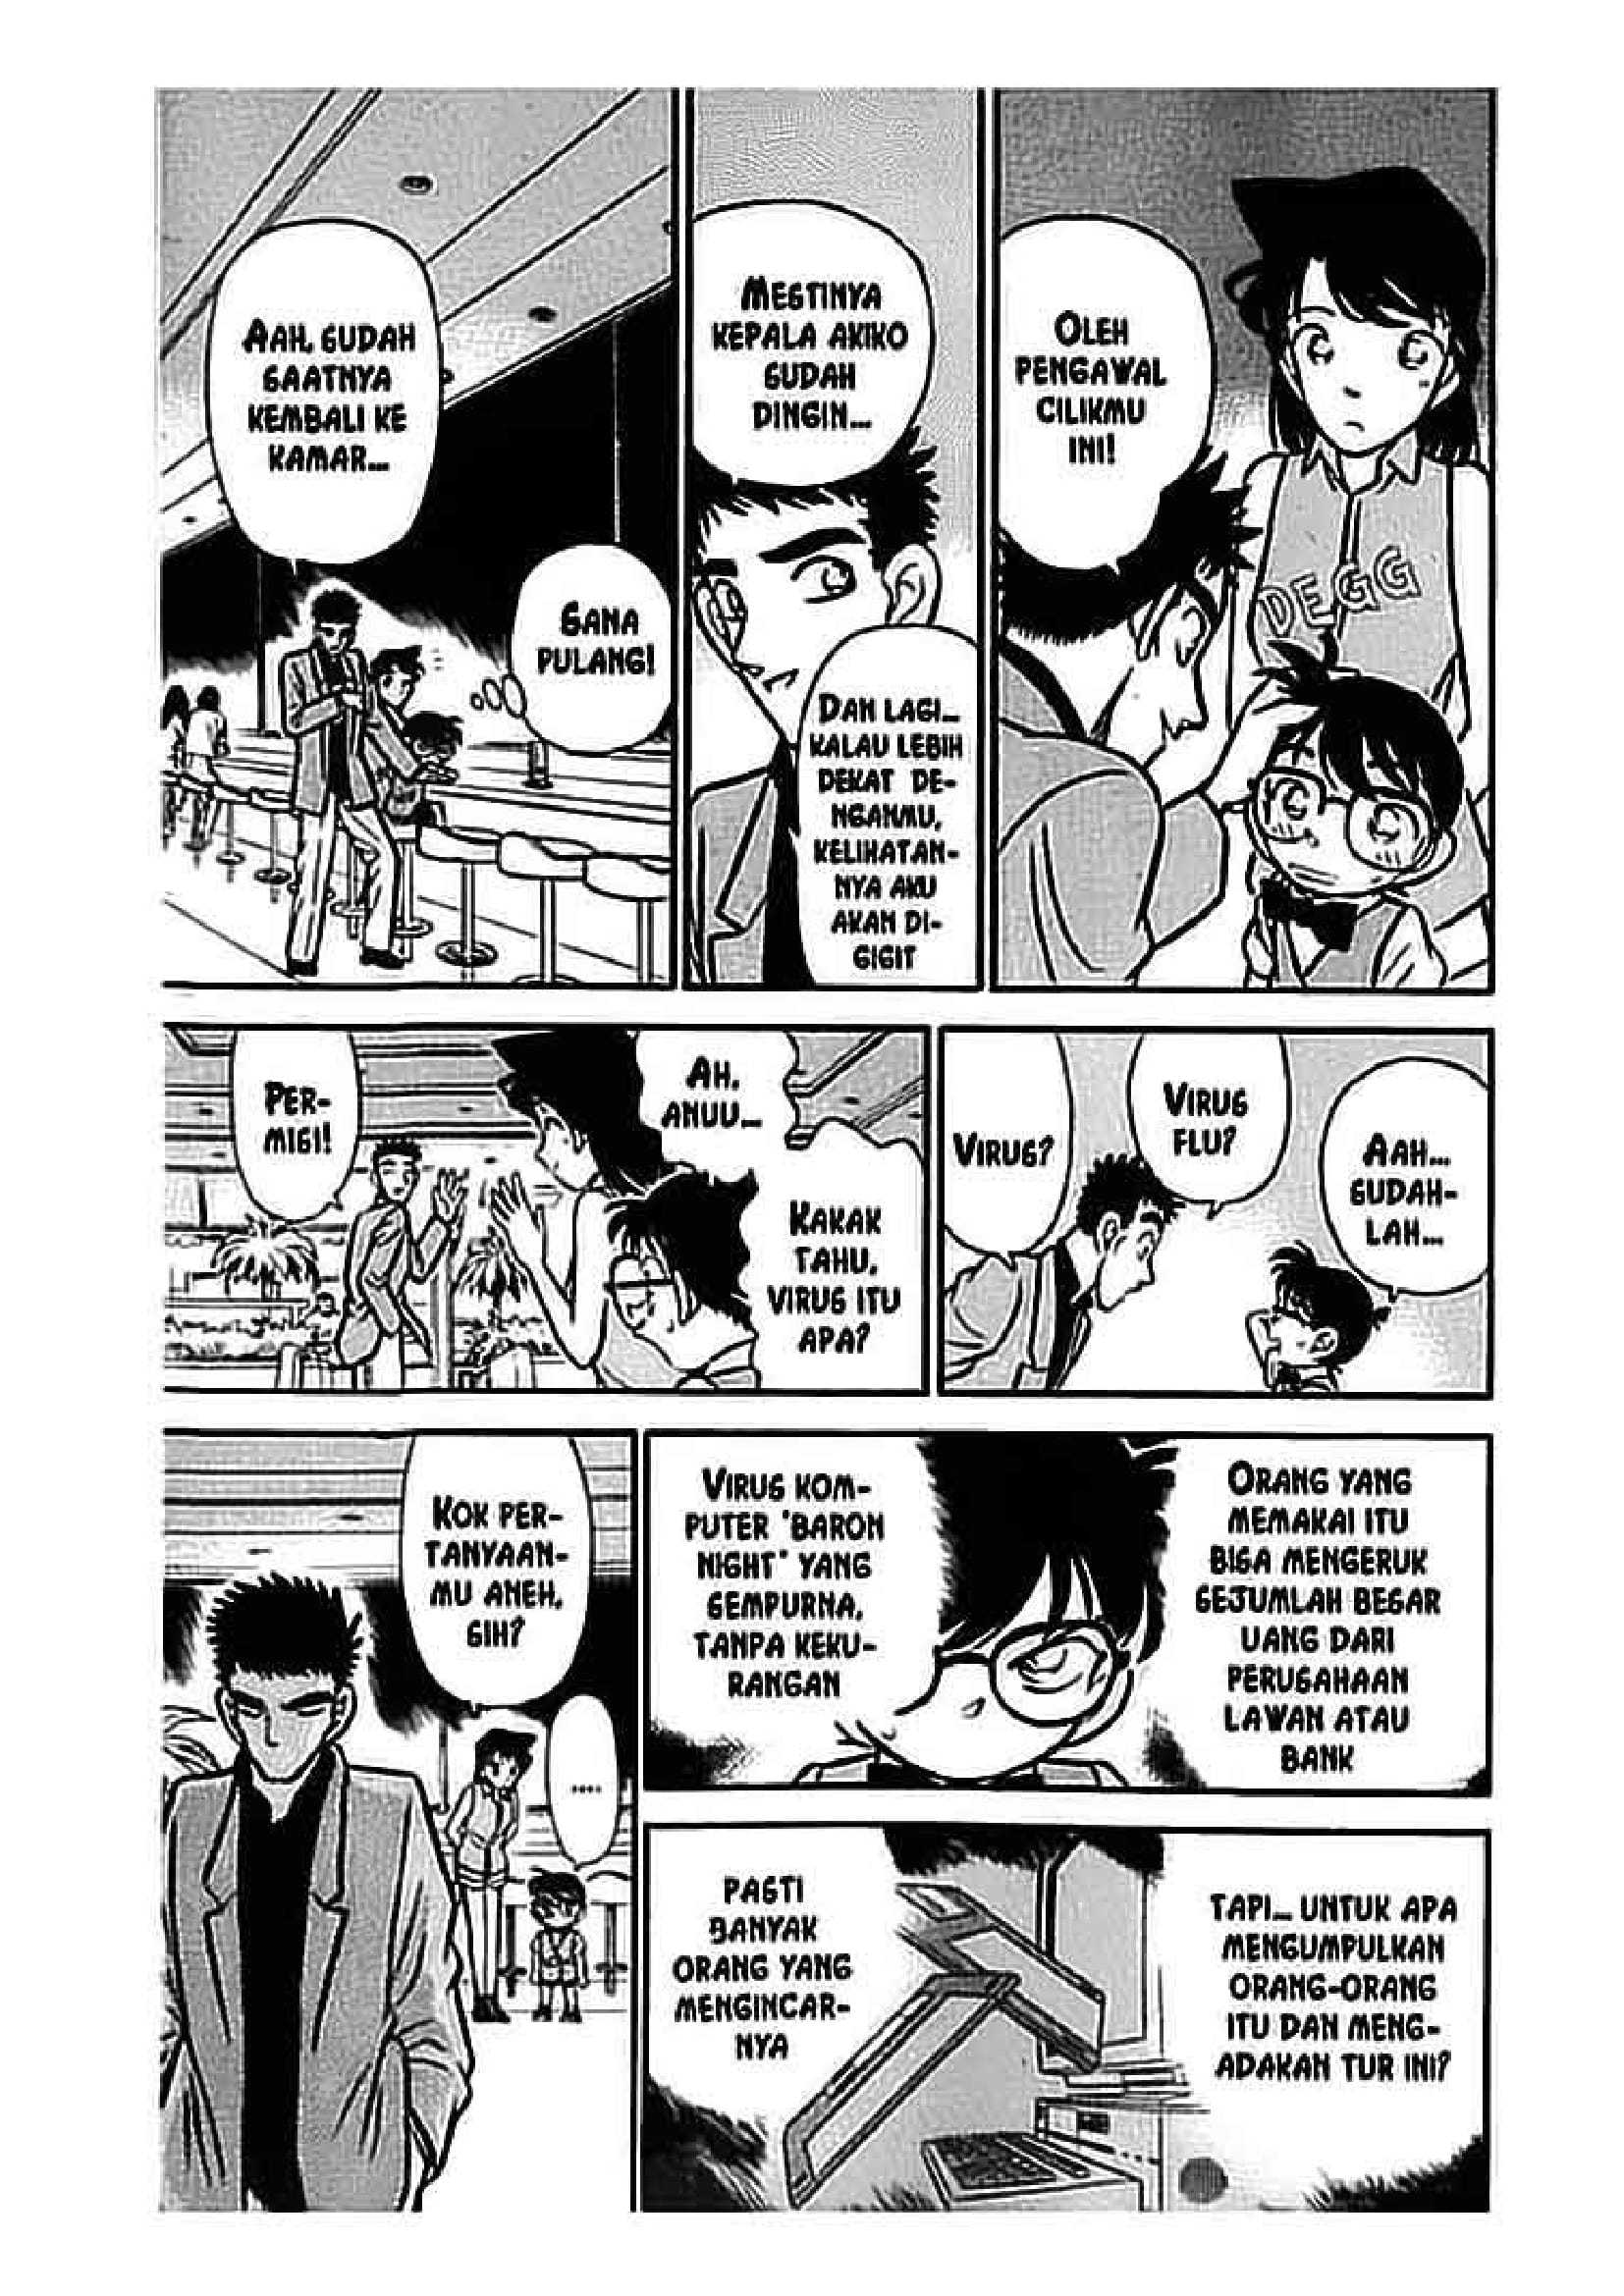 AAH, SUDAH
SAATNYA
KEMBALI KE
KAMAR...
SANA
PULANG!
MESTINYA
KEPALA AKIKO
SUDAH
DINGIN...
DAN LAGI...
KALAU LEBIH
DEKAT DE-
NGANMU,
KELIHATAN-
NYA AKU
AKAN DI-
GIGIT
OLEH
PENGAWAL
CILIKMU
INI!
DEGG
PER-
MISI!
AH,
ANUU...
KAKAK
TAHU,
VIRUS ITU
APA?
VIRUS?
VIRUS
FLU?
AAH...
SUDAH-
LAH...
KOK PER-
TANYAAN-
MU ANEH,
SIH?
....
VIRUS KOM-
PUTER "BARON
NIGHT" YANG
SEMPURNA,
TANPA KEKU-
RANGAN
ORANG YANG
MEMAKAI ITU
BISA MENGERUK
SEJUMLAH BESAR
UANG DARI
PERUSAHAAN
LAWAN ATAU
BANK
PASTI
BANYAK
ORANG YANG
MENGINCAR-
NYA
TAPI... UNTUK APA
MENGUMPULKAN
ORANG-ORANG
ITU DAN MENG-
ADAKAN TUR INI?